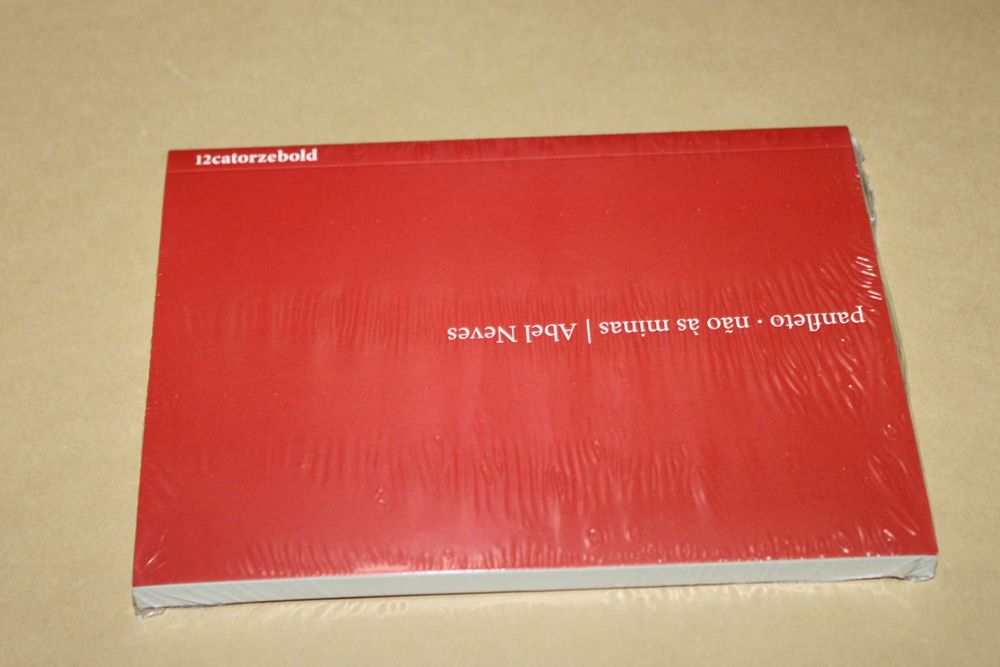 12catorzebold
panfleto · não às minas | Abel Neves